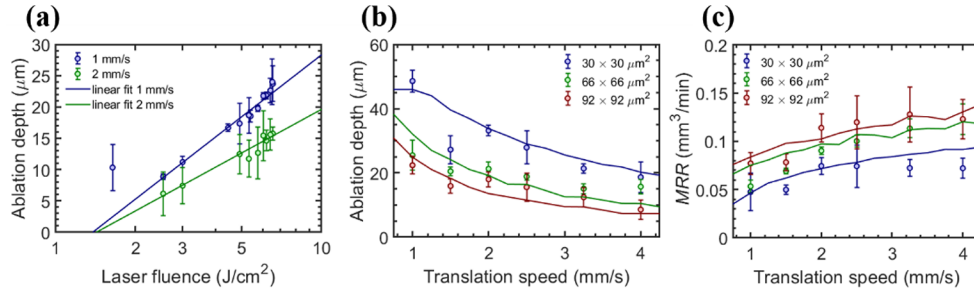 (a)
Ablation depth (μm)
30
25
20
15
10
5
0
1 mm/s
2 mm/s
linear fit 1 mm/s
linear fit 2 mm/s
1
2
3
5
10
Laser fluence (J/cm²)
(b)
Ablation depth (μm)
60
40
20
0
30 × 30 μm²
66 × 66 μm²
92 × 92 μm²
1
2
3
4
Translation speed (mm/s)
(c)
MRR (mm³/min)
0.2
0.15
0.1
0.05
0
30 × 30 μm²
66 × 66 μm²
92 × 92 μm²
1
2
3
4
Translation speed (mm/s)